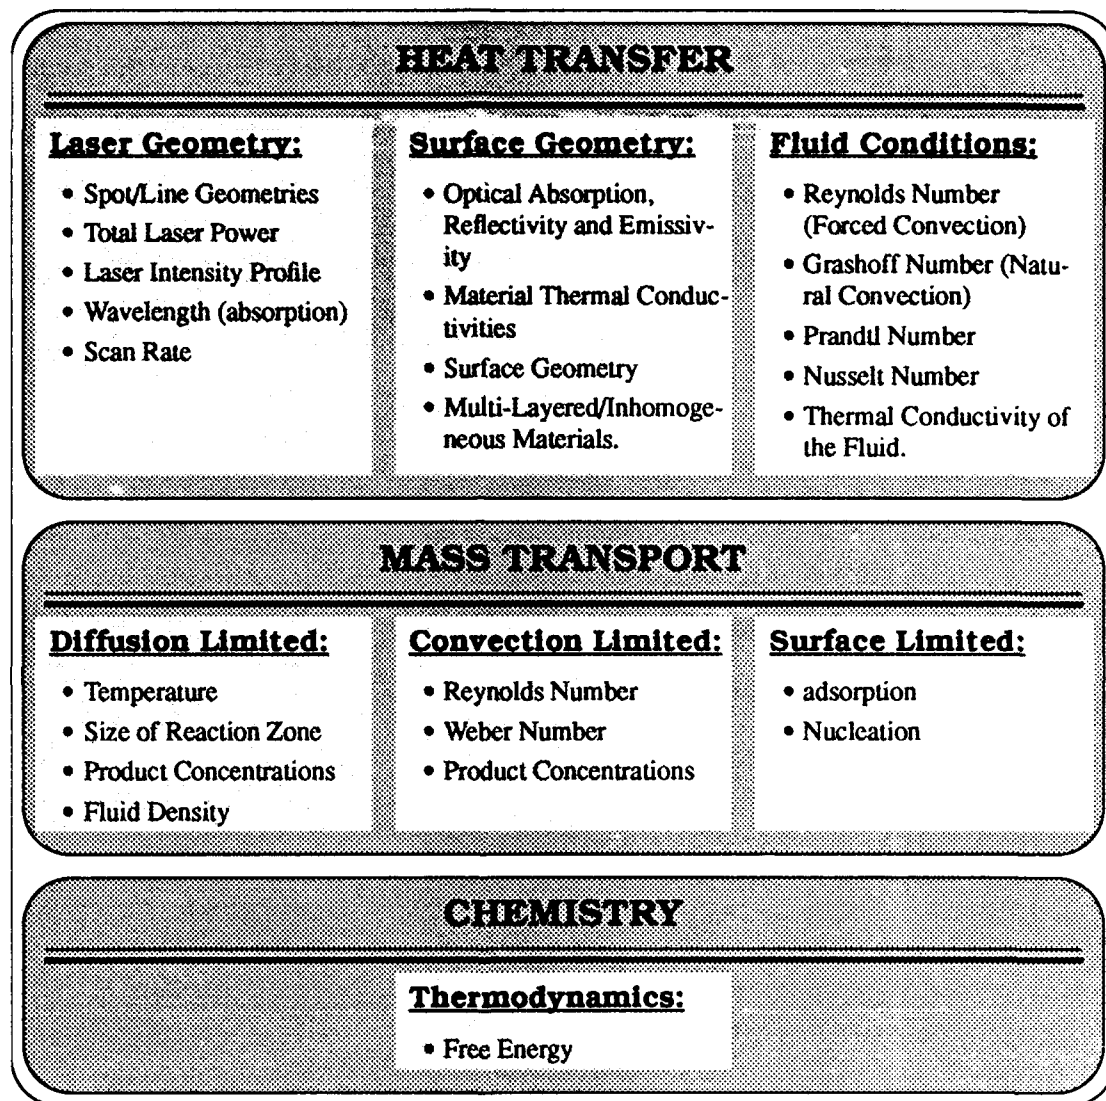 HEAT TRANSFER
Laser Geometry:
• Spot/Line Geometries
• Total Laser Power
• Laser Intensity Profile
• Wavelength (absorption)
• Scan Rate
Surface Geometry:
• Optical Absorption,
Reflectivity and Emissiv-
ity
• Material Thermal Conduc-
tivities
• Surface Geometry
• Multi-Layered/Inhomoge-
neous Materials.
Fluid Conditions:
• Reynolds Number
(Forced Convection)
• Grashoff Number (Natu-
ral Convection)
• Prandtl Number
• Nusselt Number
• Thermal Conductivity of
the Fluid.
MASS TRANSPORT
Diffusion Limited:
• Temperature
• Size of Reaction Zone
• Product Concentrations
• Fluid Density
Convection Limited:
• Reynolds Number
• Weber Number
• Product Concentrations
Surface Limited:
• adsorption
• Nucleation
CHEMISTRY
Thermodynamics:
• Free Energy